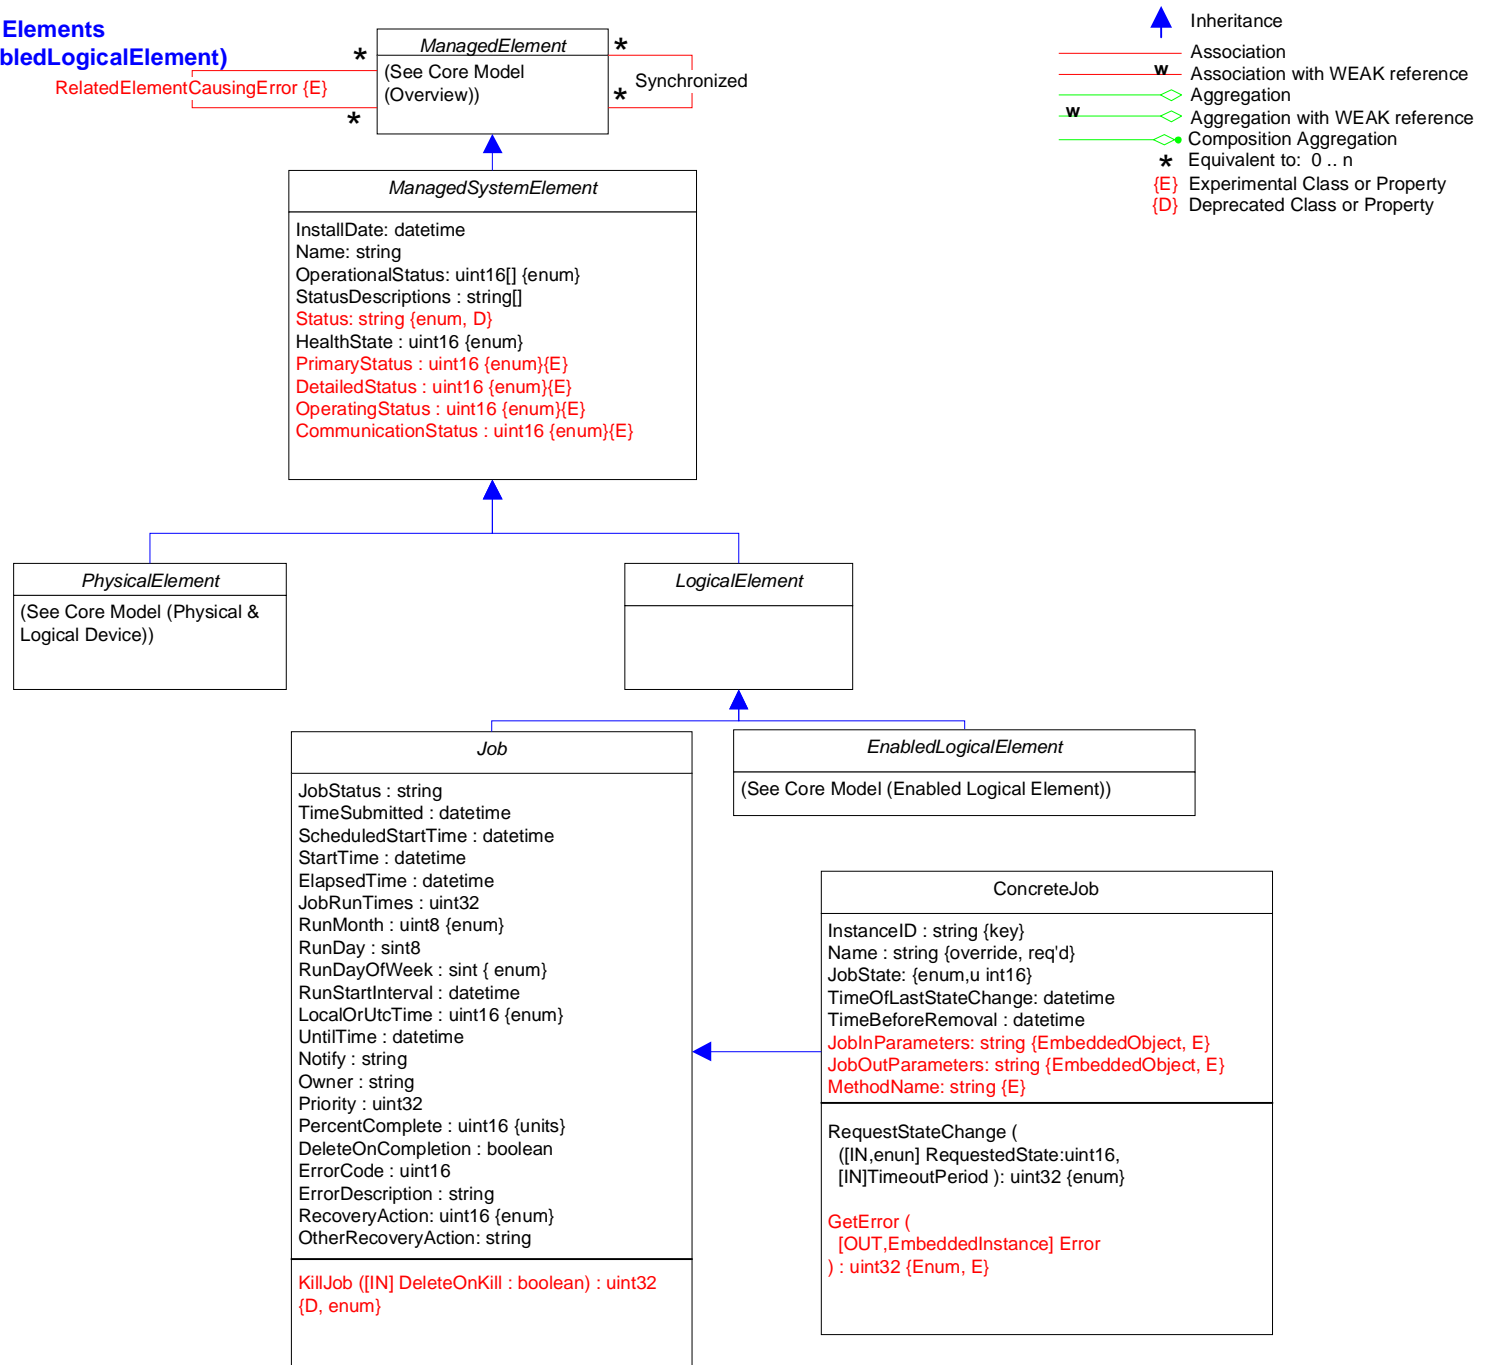 Elements
bledLogicalElement)
RelatedElementCausingError {E}
*
*
ManagedElement
(See Core Model
(Overview))
*
*
Synchronized
Inheritance
Association
w
Association with WEAK reference
Aggregation
w
Aggregation with WEAK reference
Composition Aggregation
* Equivalent to: 0 .. n
{E} Experimental Class or Property
{D} Deprecated Class or Property
ManagedSystemElement
InstallDate: datetime
Name: string
OperationalStatus: uint16[] {enum}
StatusDescriptions : string[]
Status: string {enum, D}
HealthState : uint16 {enum}
PrimaryStatus : uint16 {enum}{E}
DetailedStatus : uint16 {enum}{E}
OperatingStatus : uint16 {enum}{E}
CommunicationStatus : uint16 {enum}{E}
PhysicalElement
(See Core Model (Physical &
Logical Device))
LogicalElement
Job
JobStatus : string
TimeSubmitted : datetime
ScheduledStartTime : datetime
StartTime : datetime
ElapsedTime : datetime
JobRunTimes : uint32
RunMonth : uint8 {enum}
RunDay : sint8
RunDayOfWeek : sint { enum}
RunStartInterval : datetime
LocalOrUtcTime : uint16 {enum}
UntilTime : datetime
Notify : string
Owner : string
Priority : uint32
PercentComplete : uint16 {units}
DeleteOnCompletion : boolean
ErrorCode : uint16
ErrorDescription : string
RecoveryAction: uint16 {enum}
OtherRecoveryAction: string
KillJob ([IN] DeleteOnKill : boolean) : uint32
{D, enum}
EnabledLogicalElement
(See Core Model (Enabled Logical Element))
ConcreteJob
InstanceID : string {key}
Name : string {override, req'd}
JobState: {enum,u int16}
TimeOfLastStateChange: datetime
TimeBeforeRemoval : datetime
JobInParameters: string {EmbeddedObject, E}
JobOutParameters: string {EmbeddedObject, E}
MethodName: string {E}
RequestStateChange (
([IN,enun] RequestedState:uint16,
[IN]TimeoutPeriod ): uint32 {enum}
GetError (
[OUT,EmbeddedInstance] Error
) : uint32 {Enum, E}